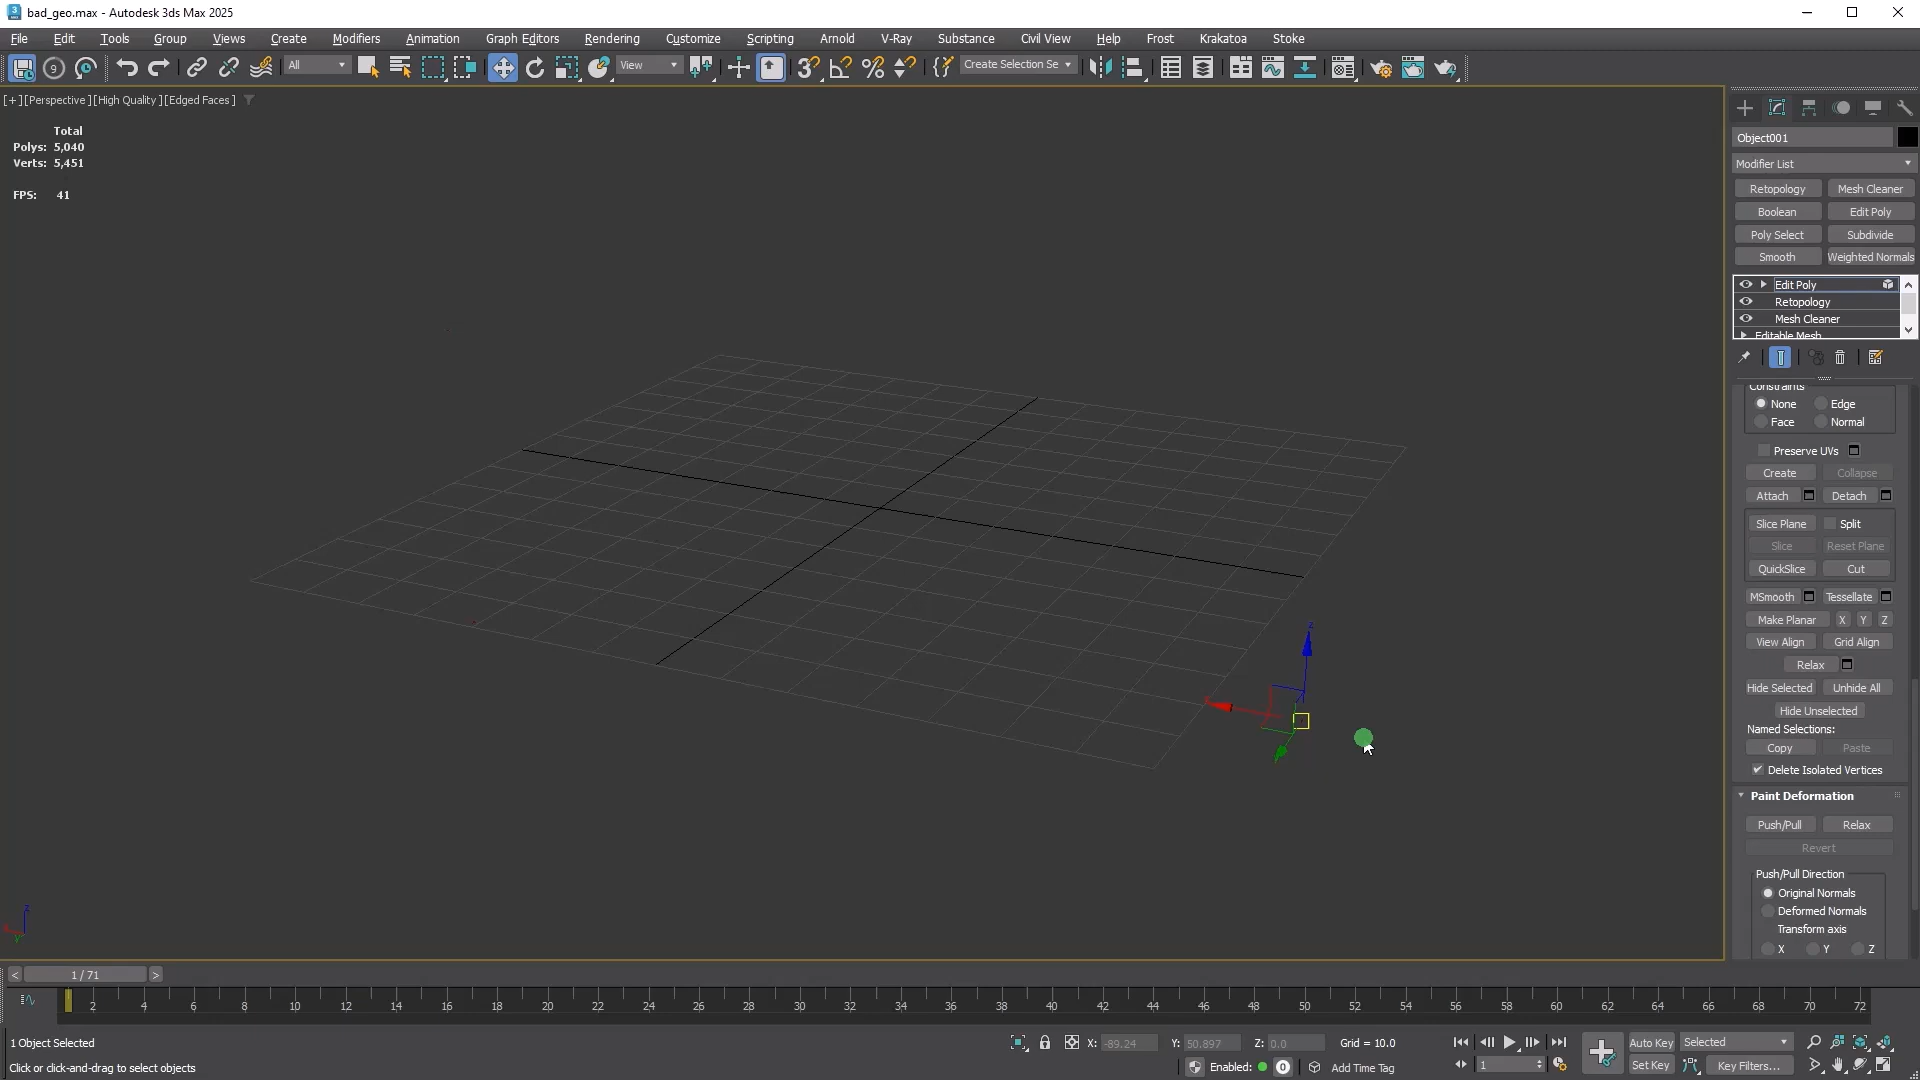 bad_geo.max - Autodesk 3ds Max 2025
File Edit Tools Group Views Create Modifiers Animation Graph Editors Rendering Customize Scripting Arnold V-Ray Substance Civil View Help Frost Krakatoa Stoke
All View Create Selection Se
[+][Perspective][High Quality][Edged Faces]
Total
Polys: 5,040
Verts: 5,451
FPS: 41
Object001
Modifier List
Retopology Mesh Cleaner
Boolean Edit Poly
Poly Select Subdivide
Smooth Weighted Normals
Edit Poly
Retopology
Mesh Cleaner
Editable Mesh
Constraints
None Edge
Face Normal
Preserve UVs
Create Collapse
Attach Detach
Slice Plane Split
Slice Reset Plane
QuickSlice Cut
MSmooth Tessellate
Make Planar X Y Z
View Align Grid Align
Relax
Hide Selected Unhide All
Hide Unselected
Named Selections:
Copy Paste
Delete Isolated Vertices
Paint Deformation
Push/Pull Relax
Revert
Push/Pull Direction
Original Normals
Deformed Normals
Transform axis
X Y Z
z
z
< 1 / 71 >
2 4 6 8 10 12 14 16 18 20 22 24 26 28 30 32 34 36 38 40 42 44 46 48 50 52 54 56 58 60 62 64 66 68 70 72
1 Object Selected X: -89.24 Y: 50.897 Z: 0.0 Grid = 10.0 Auto Key Selected
Click or click-and-drag to select objects Enabled: 0 Add Time Tag 1 Set Key Key Filters...